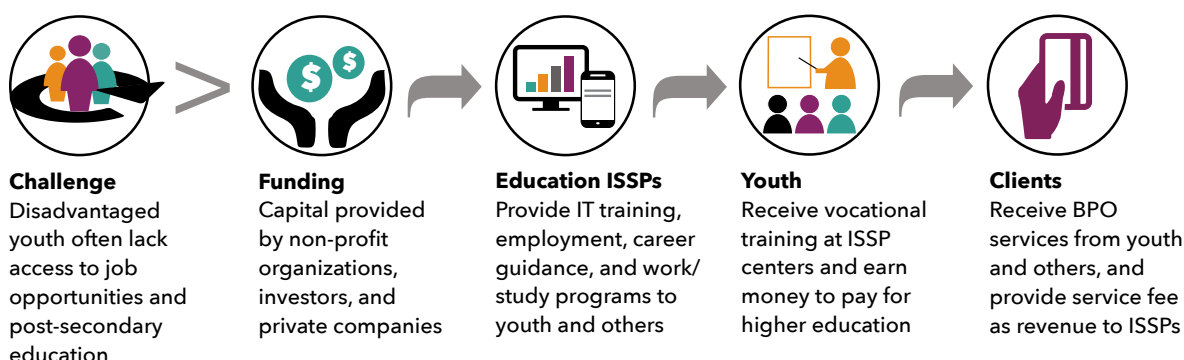 Challenge
Disadvantaged
youth often lack
access to job
opportunities and
post-secondary
education
Funding
Capital provided
by non-profit
organizations,
investors, and
private companies
Education ISSPs
Provide IT training,
employment, career
guidance, and work/
study programs to
youth and others
Youth
Receive vocational
training at ISSP
centers and earn
money to pay for
higher education
Clients
Receive BPO
services from youth
and others, and
provide service fee
as revenue to ISSPs